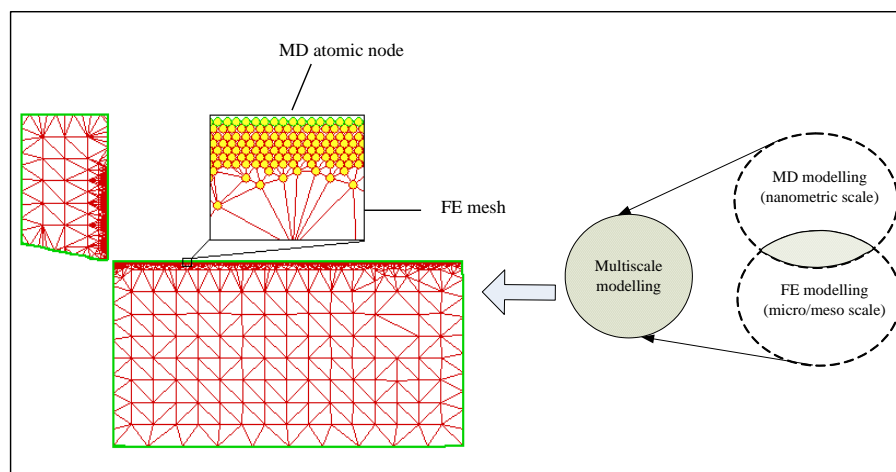 MD atomic node
FE mesh
Multiscale
modelling
MD modelling
(nanometric scale)
FE modelling
(micro/meso scale)